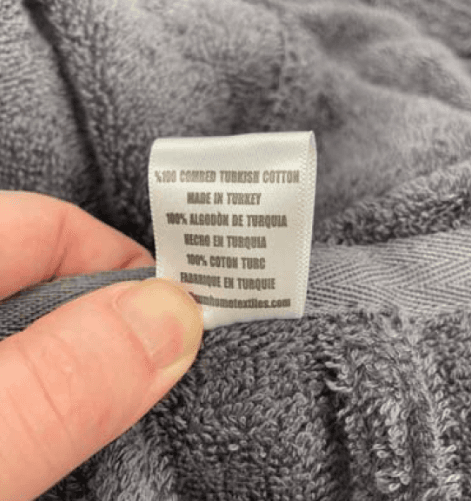 %100 COMBED TURKISH COTTON
MADE IN TURKEY
100% ALGODÒN DE TURQUIA
HECHO EN TURQUIA
100% COTON TURC
FABRIQUE EN TURQUIE